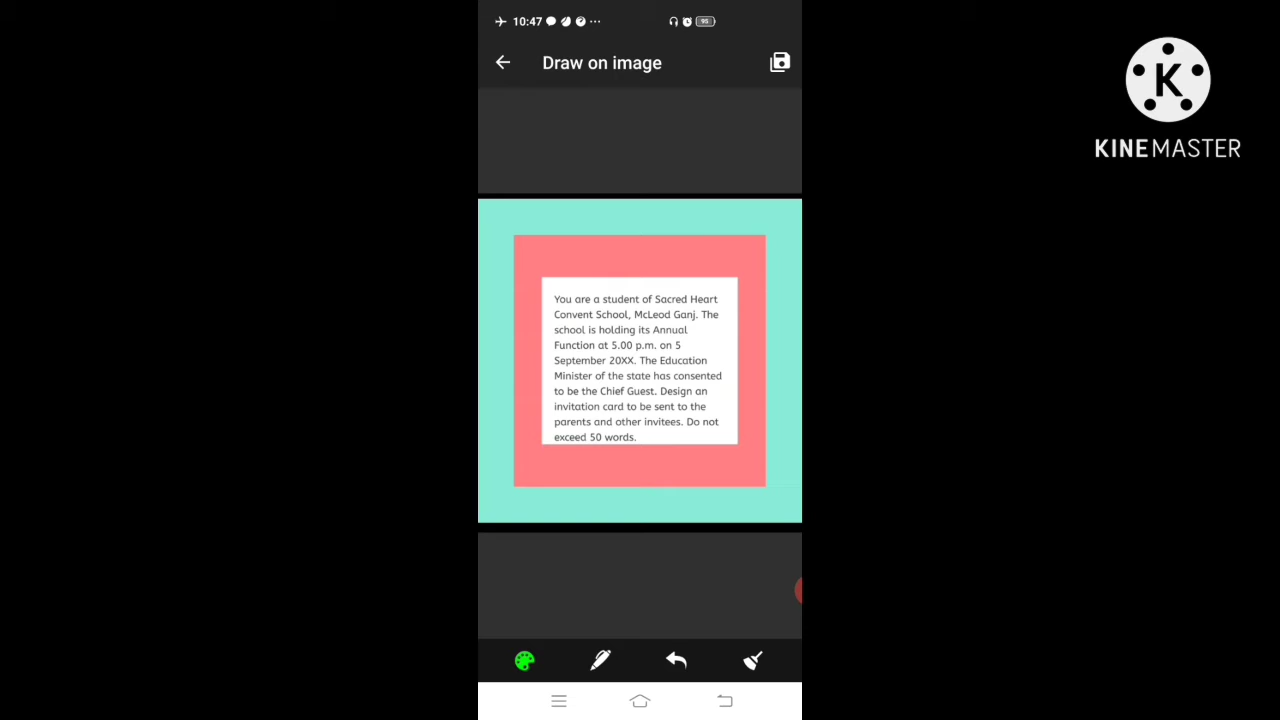 10:47
95
Draw on image
K
KINEMASTER
You are a student of Sacred Heart
Convent School, McLeod Ganj. The
school is holding its Annual
Function at 5.00 p.m. on 5
September 20XX. The Education
Minister of the state has consented
to be the Chief Guest. Design an
invitation card to be sent to the
parents and other invitees. Do not
exceed 50 words.